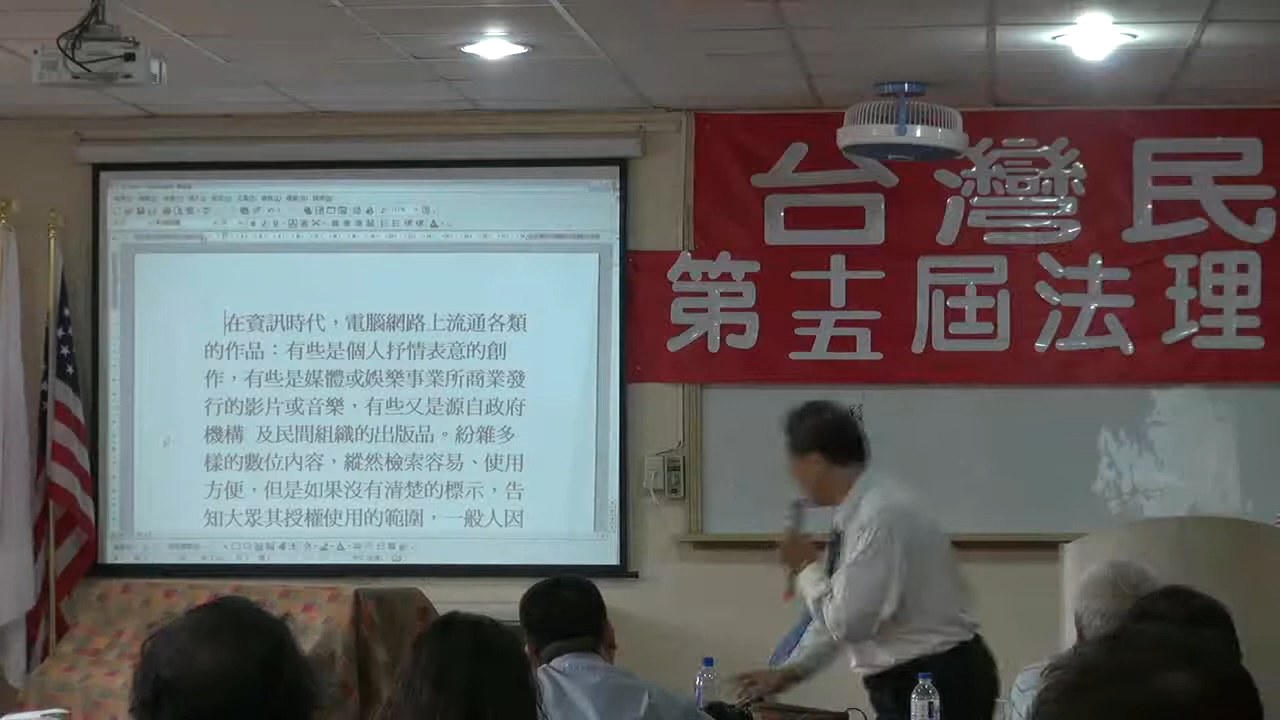 在資訊時代，電腦網路上流通各類
的作品：有些是個人抒情表意的創
作，有些是媒體或娛樂事業所商業發
行的影片或音樂，有些又是源自政府
機構 及民間組織的出版品。紛雜多
樣的數位內容，縱然檢索容易、使用
方便，但是如果沒有清楚的標示，告
知大眾其授權使用的範圍，一般人因
台灣民
第十五屆法理